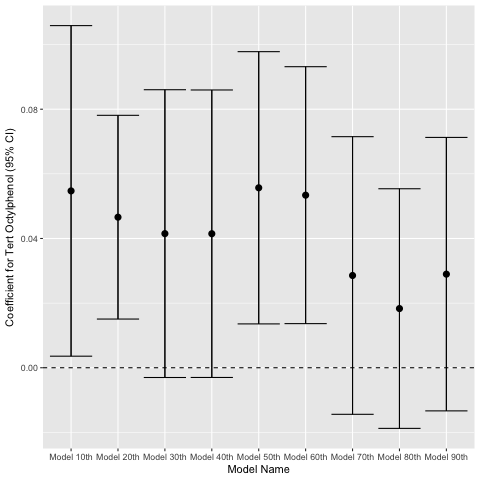 Coefficient for Tert Octylphenol (95% CI)
0.08
0.04
0.00
Model 10th Model 20th Model 30th Model 40th Model 50th Model 60th Model 70th Model 80th Model 90th
Model Name